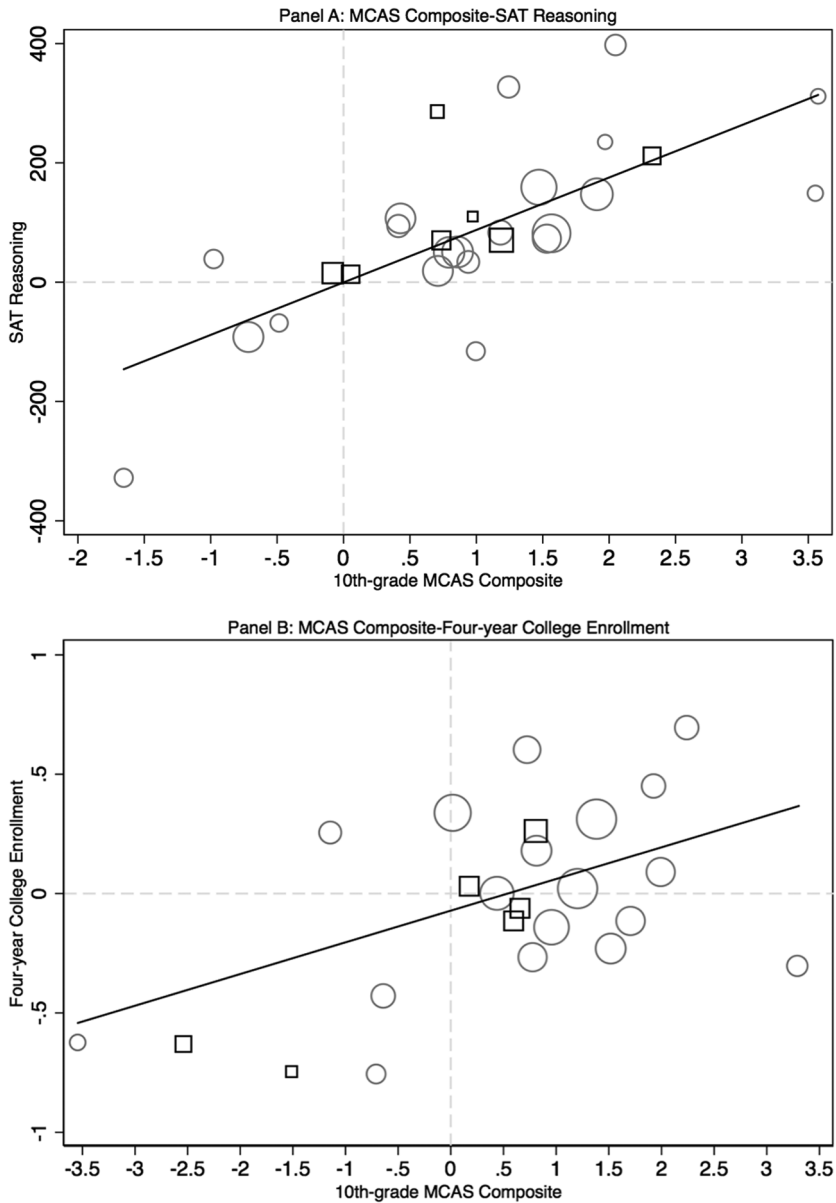 Panel A: MCAS Composite-SAT Reasoning
400
200
0
-200
-400
SAT Reasoning
-2 -1.5 -1 -.5 0 .5 1 1.5 2 2.5 3 3.5
10th-grade MCAS Composite
Panel B: MCAS Composite-Four-year College Enrollment
1
.5
0
-.5
-1
Four-year College Enrollment
-3.5 -3 -2.5 -2 -1.5 -1 -.5 0 .5 1 1.5 2 2.5 3 3.5
10th-grade MCAS Composite